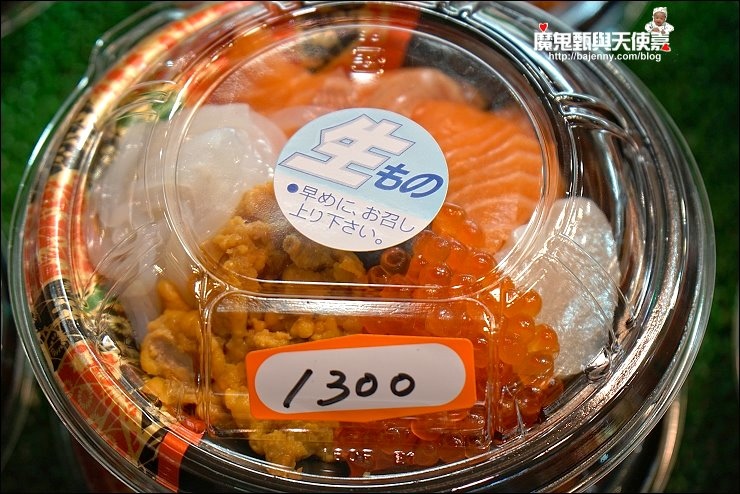 魔鬼甄與天使嘉
http://bajenny.com/blog
生もの
●早めに、お召し
上り下さい。
1300